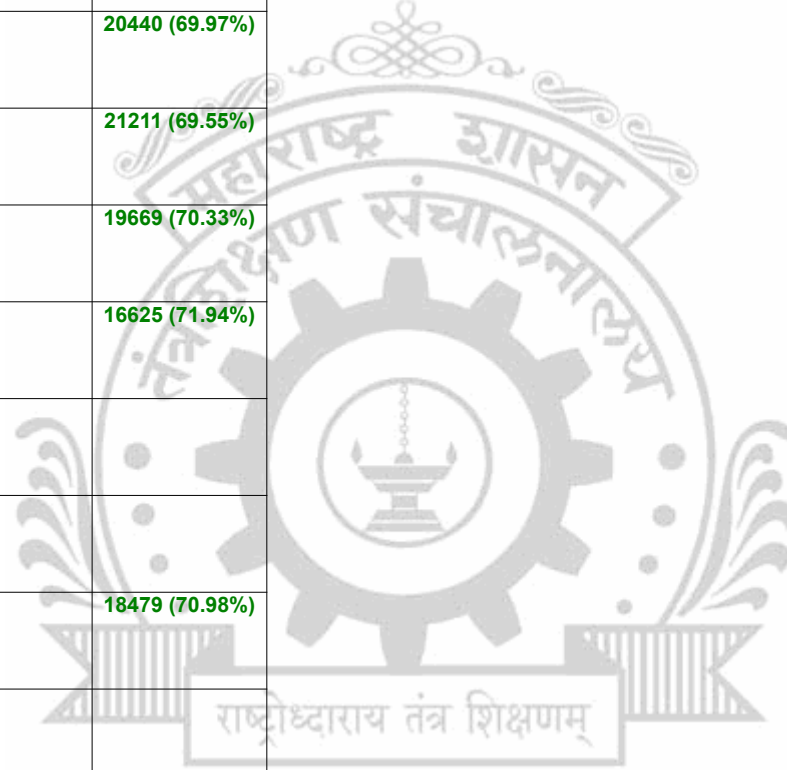 20440 (69.97%)
21211 (69.55%)
19669 (70.33%)
16625 (71.94%)
18479 (70.98%)
महाराष्ट्र शासन
तंत्रशिक्षण संचालनालय
राष्ट्रोध्दाराय तंत्र शिक्षणम्